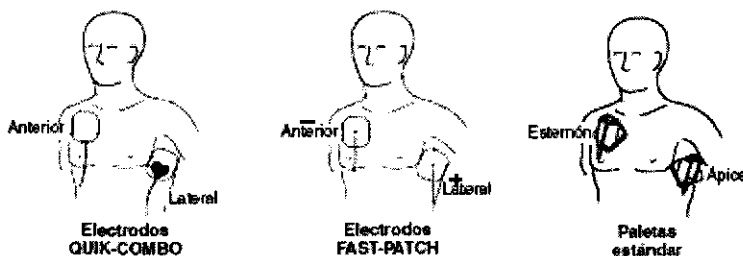 Anterior
Lateral
Electrodos
QUIK-COMBO
Anterior
Lateral
Electrodos
FAST-PATCH
Esternón
Ápice
Paletas
estándar